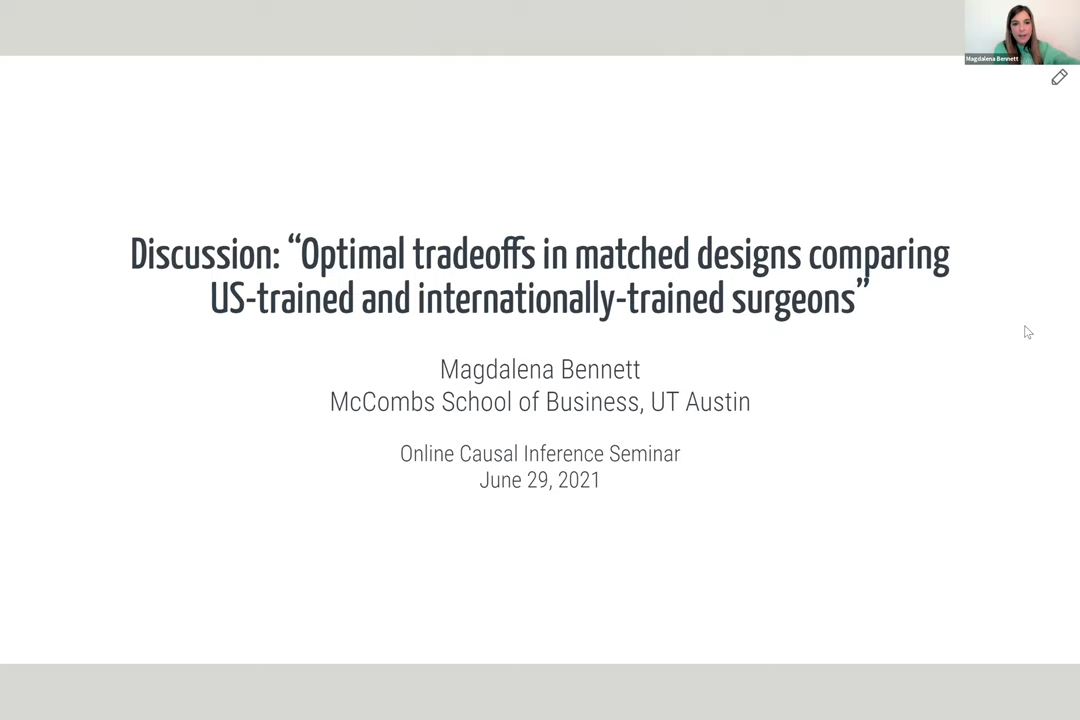 Magdalena Bennett
Discussion: “Optimal tradeoffs in matched designs comparing
US-trained and internationally-trained surgeons”
Magdalena Bennett
McCombs School of Business, UT Austin
Online Causal Inference Seminar
June 29, 2021